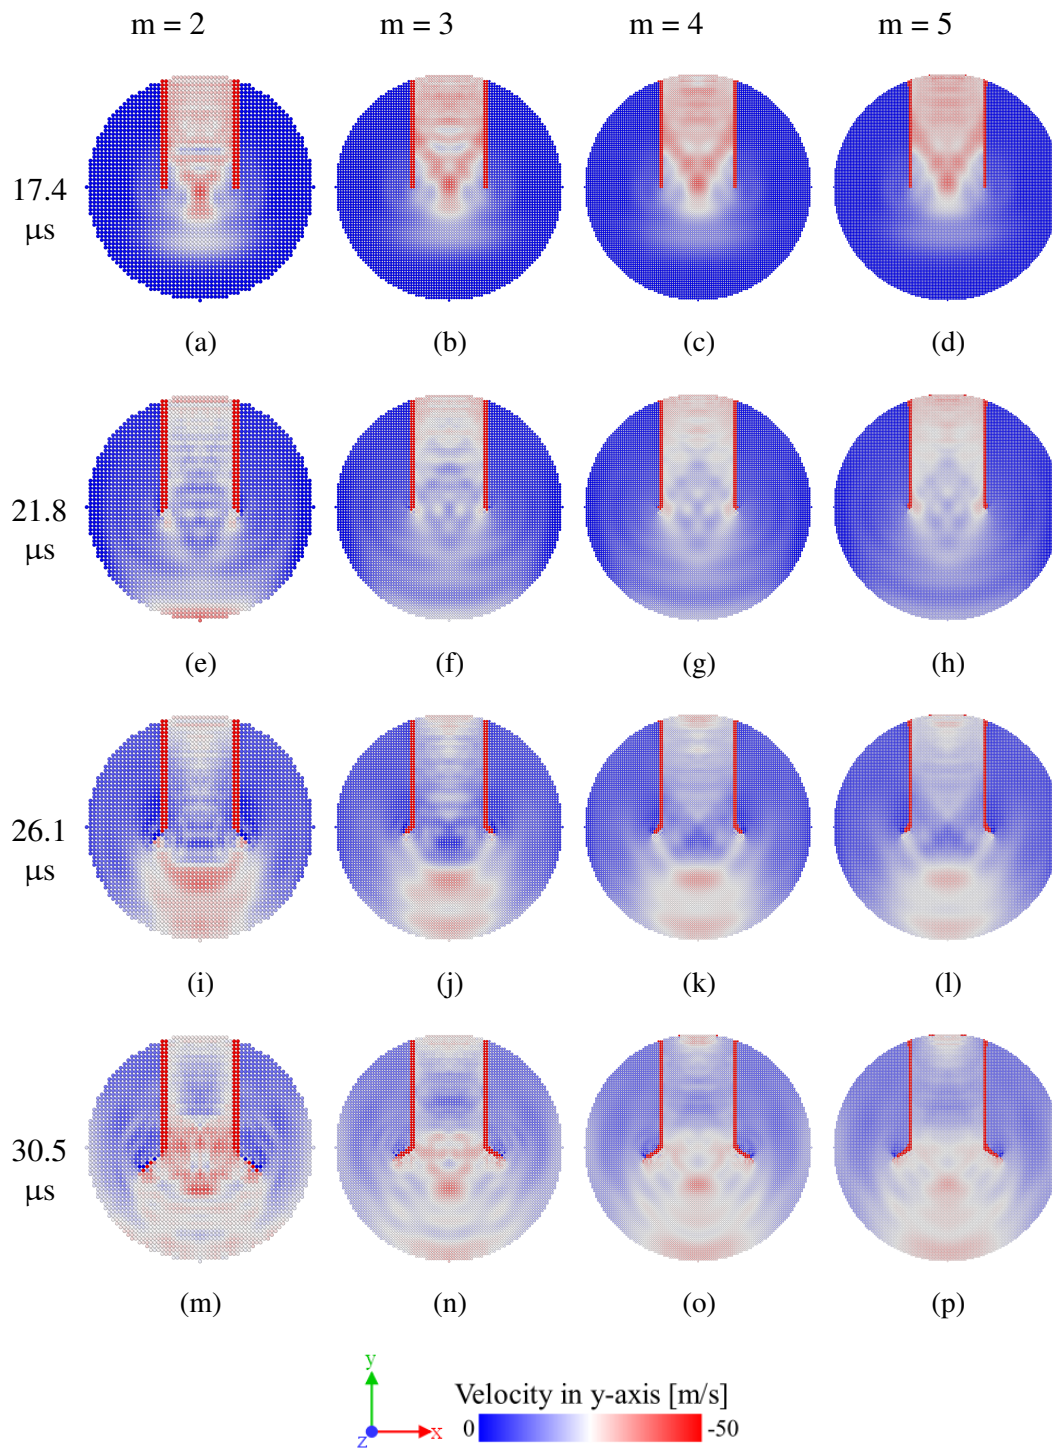 m = 2 m = 3 m = 4 m = 5
17.4
μs
(a) (b) (c) (d)
21.8
μs
(e) (f) (g) (h)
26.1
μs
(i) (j) (k) (l)
30.5
μs
(m) (n) (o) (p)
y
Velocity in y-axis [m/s]
z x 0 -50